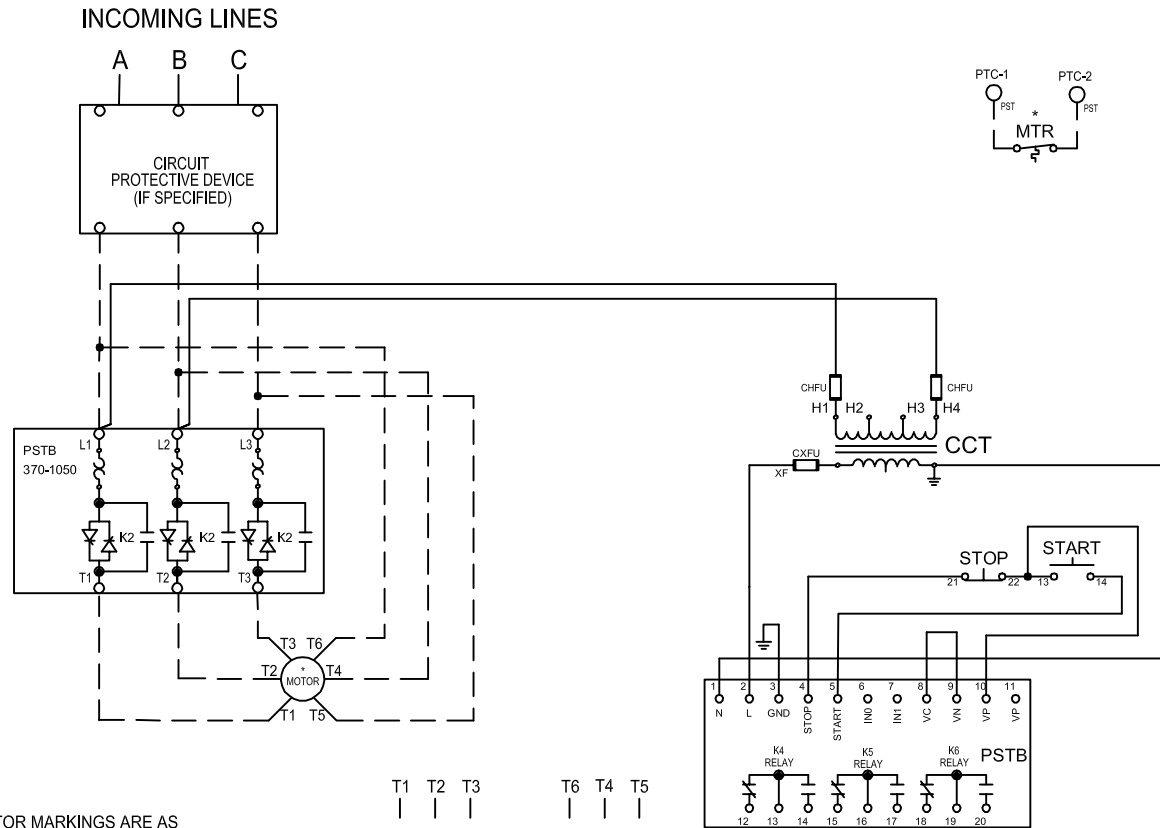 INCOMING LINES
A B C
CIRCUIT
PROTECTIVE DEVICE
(IF SPECIFIED)
PTC-1 PTC-2
PST PST
*
MTR
CHFU CHFU
H1 H2 H3 H4
CCT
CXFU
XF
PSTB
370-1050
L1 L2 L3
K2 K2 K2
T1 T2 T3
STOP START
21 22 13 14
T3 T6
T2 * T4
MOTOR
T1 T5
1 2 3 4 5 6 7 8 9 10 11
N L GND STOP START IN0 IN1 VC VN VP VP
K4 K5 K6
RELAY RELAY RELAY
PSTB
12 13 14 15 16 17 18 19 20
T1 T2 T3 T6 T4 T5
TOR MARKINGS ARE AS